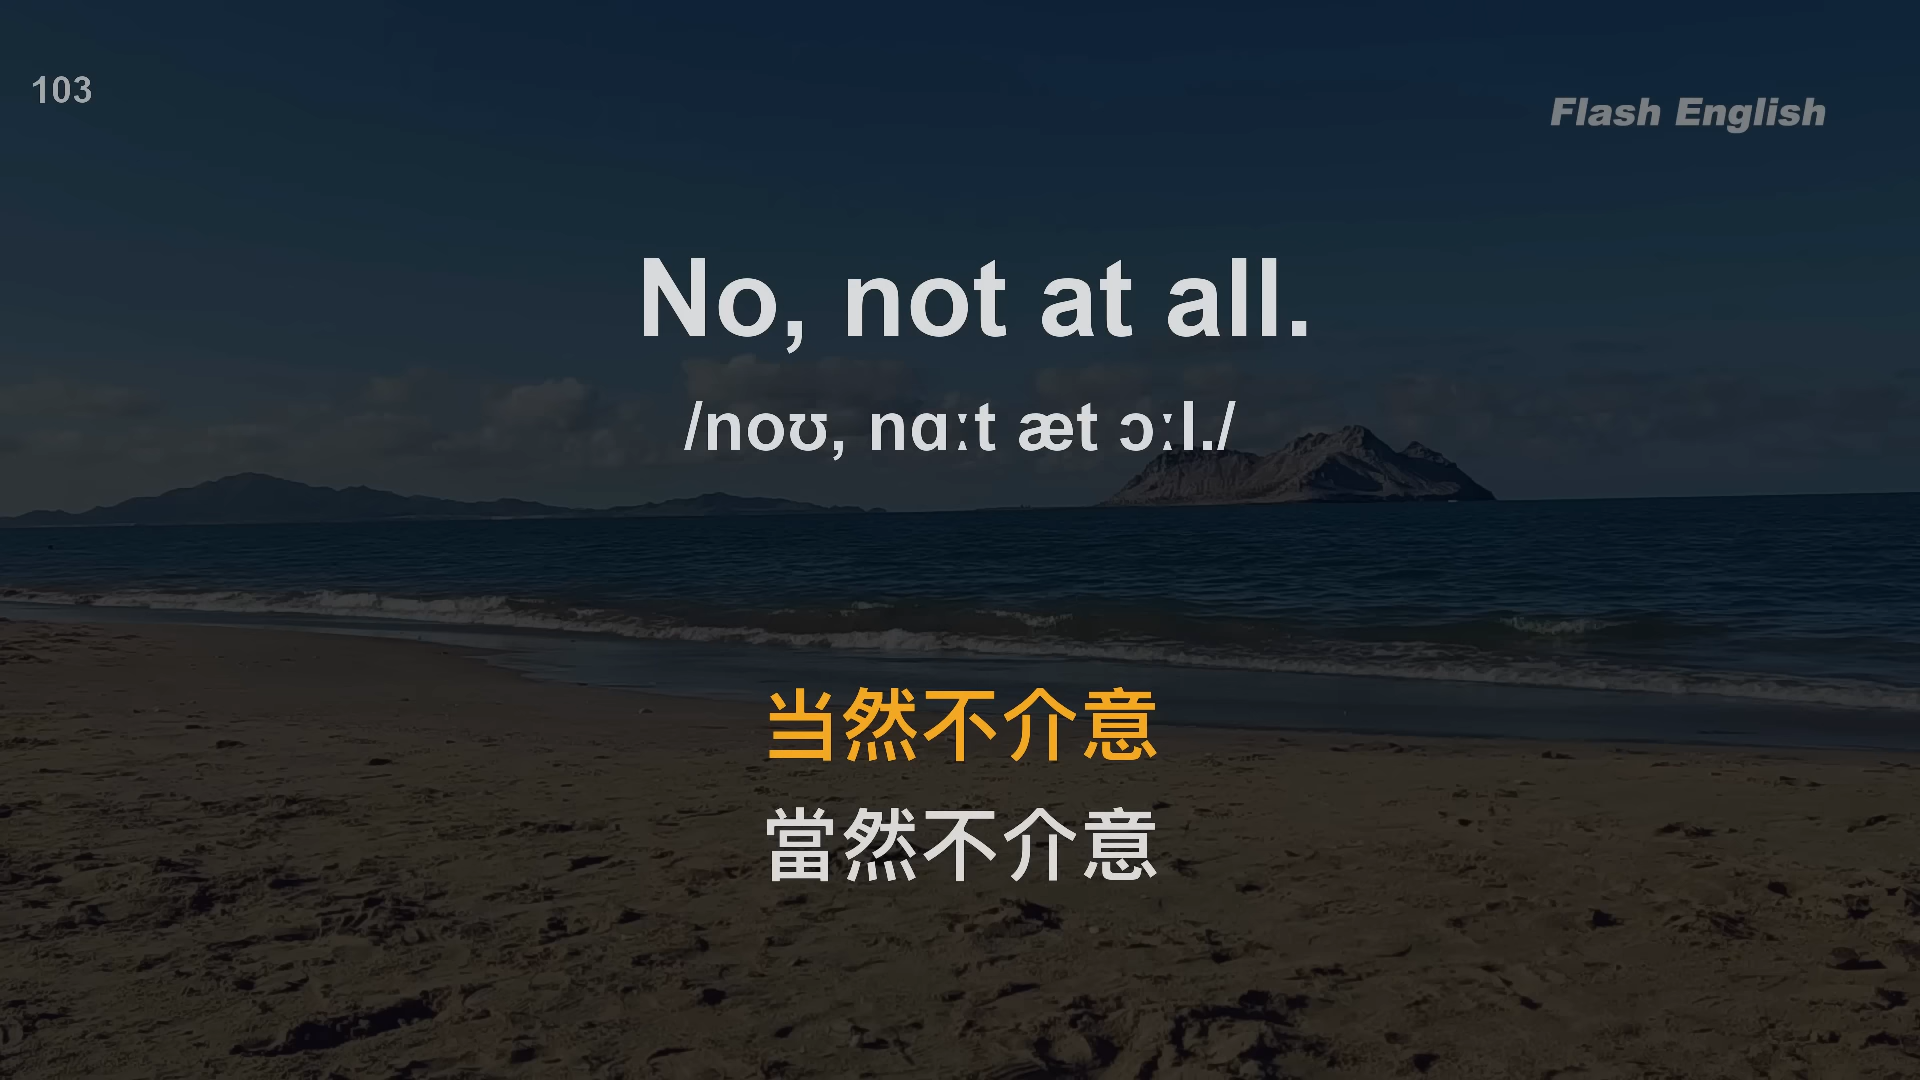 103
Flash English
No, not at all.
/noʊ, nɑːt æt ɔːl./
当然不介意
當然不介意